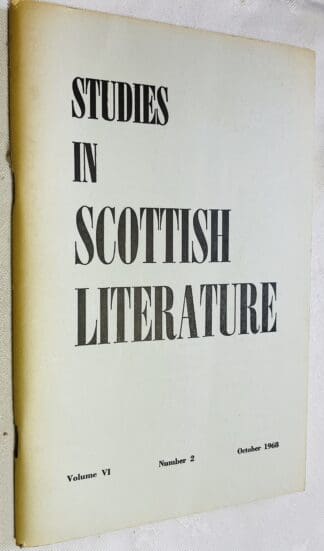 STUDIES
IN
SCOTTISH
LITERATURE
Volume VI Number 2 October 1968